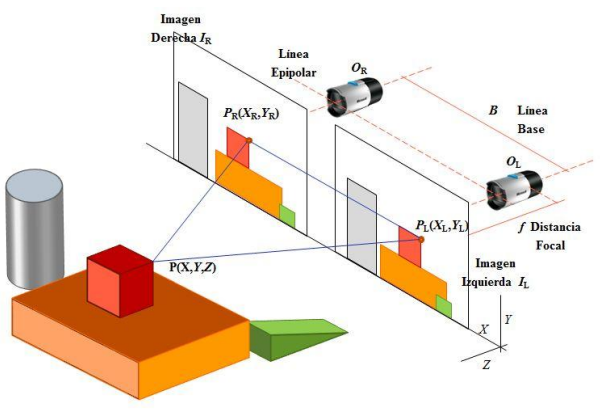 Imagen
Derecha I_R
Línea
Epipolar
O_R
B Línea
Base
P_R(X_R,Y_R)
O_L
P_L(X_L,Y_L)
f Distancia
Focal
P(X,Y,Z)
Imagen
Izquierda I_L
X
Y
Z